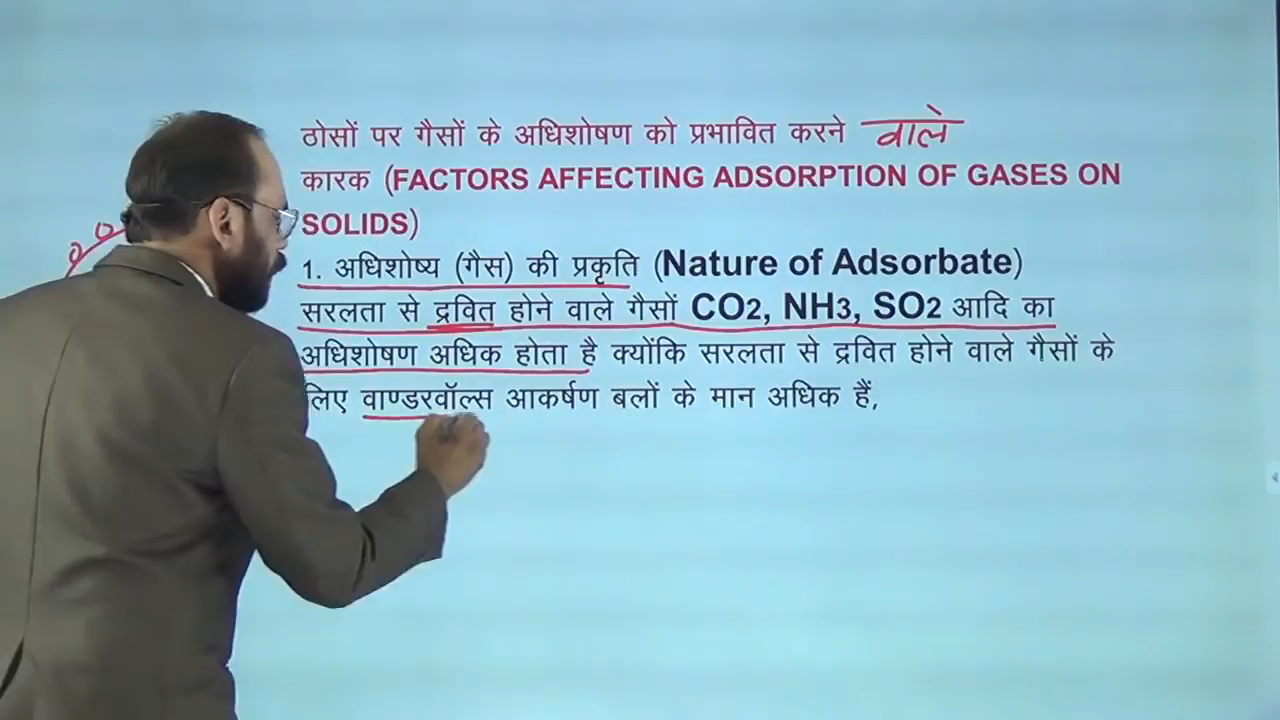 ठोसों पर गैसों के अधिशोषण को प्रभावित करने वाले
कारक (FACTORS AFFECTING ADSORPTION OF GASES ON
SOLIDS)
1. अधिशोष्य (गैस) की प्रकृति (Nature of Adsorbate)
सरलता से द्रवित होने वाले गैसों CO2, NH3, SO2 आदि का
अधिशोषण अधिक होता है क्योंकि सरलता से द्रवित होने वाले गैसों के
लिए वाण्डरवॉल्स आकर्षण बलों के मान अधिक हैं,